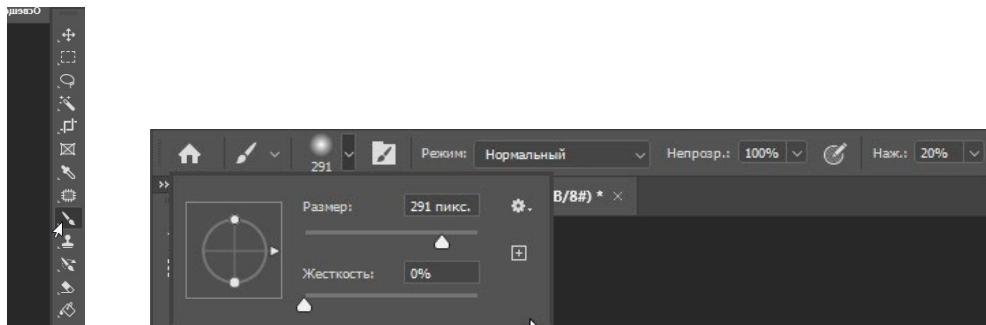 291
Режим:
Нормальный
Непрозр.: 100%
Наж.: 20%
B/8#) * ×
Размер: 291 пикс.
Жесткость: 0%